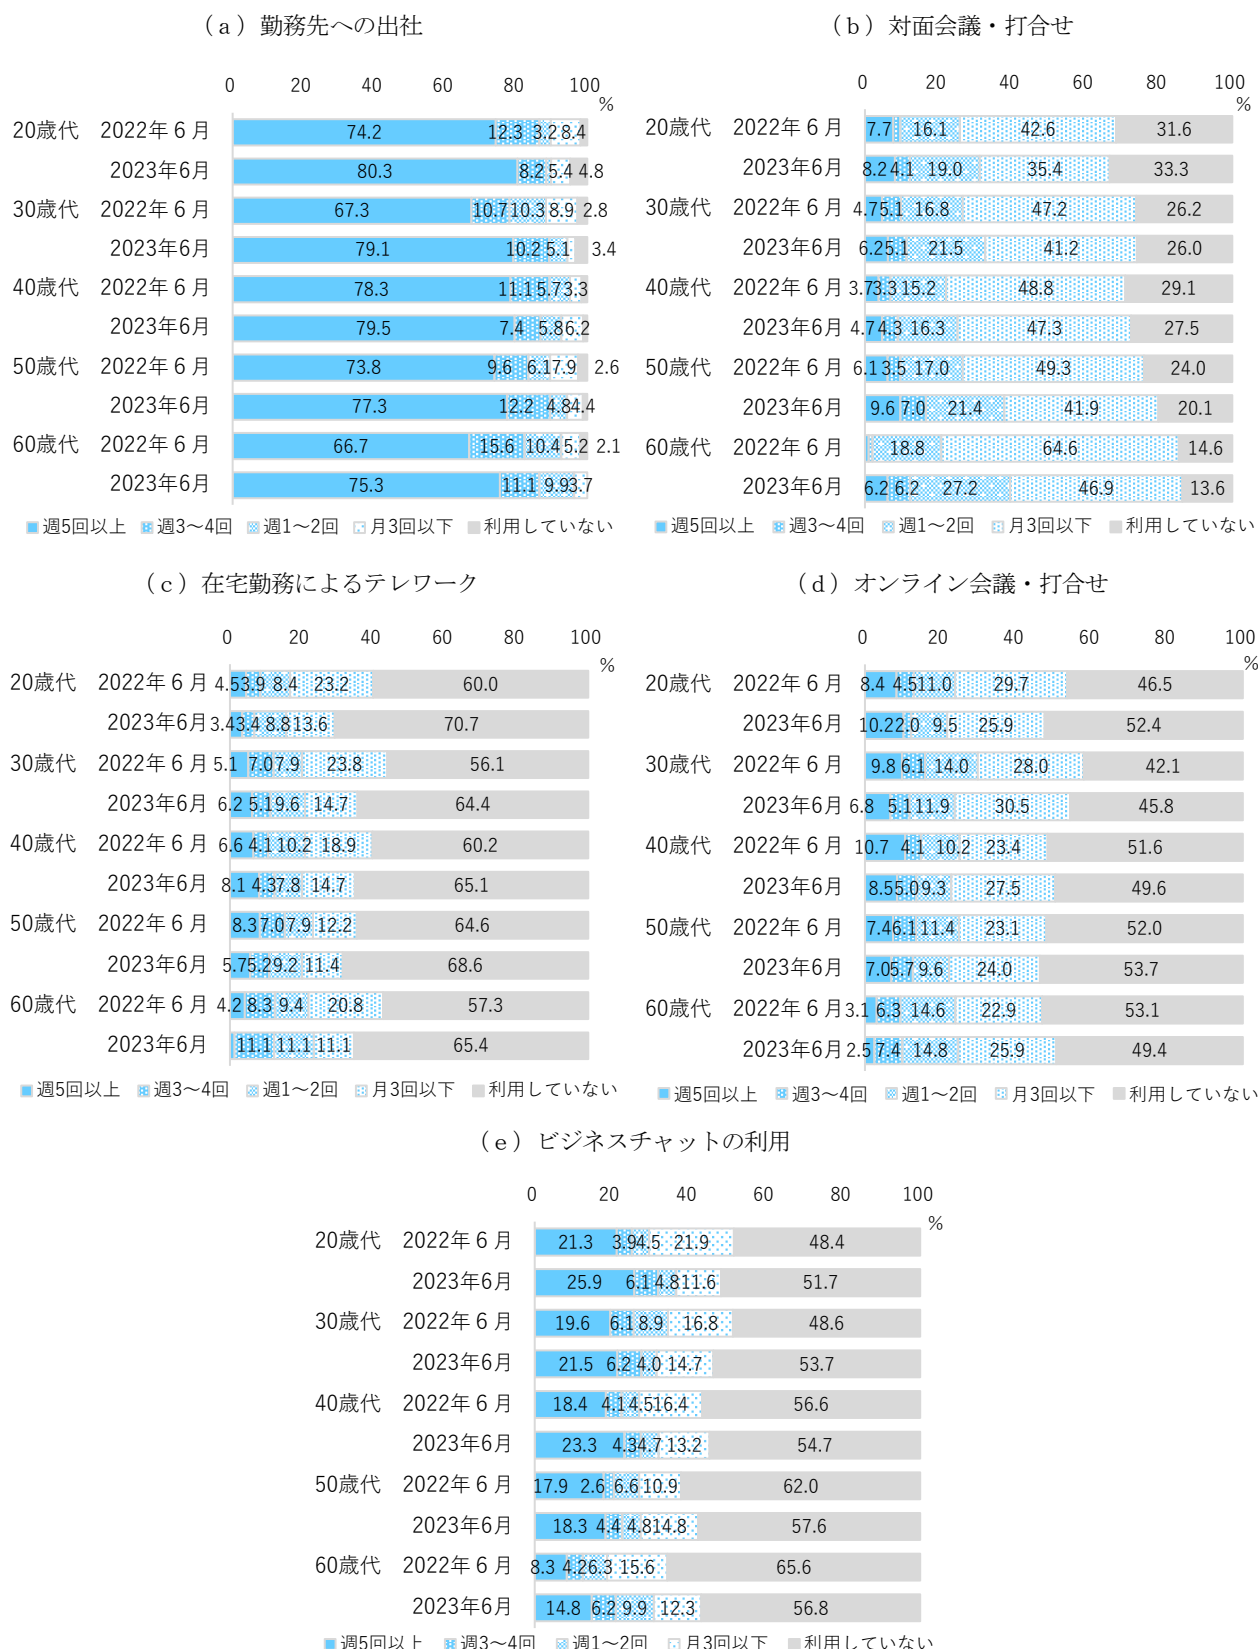 （a）勤務先への出社
0 20 40 60 80 100
%
20歳代 2022年６月 74.2 12.3 3.2 8.4
2023年6月 80.3 8.2 5.4 4.8
30歳代 2022年６月 67.3 10.7 10.3 8.9 2.8
2023年6月 79.1 10.2 5.1 3.4
40歳代 2022年６月 78.3 11.1 5.7 3.3
2023年6月 79.5 7.4 5.8 6.2
50歳代 2022年６月 73.8 9.6 6.1 7.9 2.6
2023年6月 77.3 12.2 4.8 4.4
60歳代 2022年６月 66.7 15.6 10.4 5.2 2.1
2023年6月 75.3 11.1 9.9 3.7
週5回以上 週3～4回 週1～2回 月3回以下 利用していない
（b）対面会議・打合せ
0 20 40 60 80 100
%
20歳代 2022年６月 7.7 16.1 42.6 31.6
2023年6月 8.2 4.1 19.0 35.4 33.3
30歳代 2022年６月 4.7 5.1 16.8 47.2 26.2
2023年6月 6.2 5.1 21.5 41.2 26.0
40歳代 2022年６月 3.7 3.3 15.2 48.8 29.1
2023年6月 4.7 4.3 16.3 47.3 27.5
50歳代 2022年６月 6.1 3.5 17.0 49.3 24.0
2023年6月 9.6 7.0 21.4 41.9 20.1
60歳代 2022年６月 18.8 64.6 14.6
2023年6月 6.2 6.2 27.2 46.9 13.6
週5回以上 週3～4回 週1～2回 月3回以下 利用していない
（c）在宅勤務によるテレワーク
0 20 40 60 80 100
%
20歳代 2022年６月 4.5 3.9 8.4 23.2 60.0
2023年6月 3.4 3.4 8.8 13.6 70.7
30歳代 2022年６月 5.1 7.0 7.9 23.8 56.1
2023年6月 6.2 5.1 9.6 14.7 64.4
40歳代 2022年６月 6.6 4.1 10.2 18.9 60.2
2023年6月 8.1 4.3 7.8 14.7 65.1
50歳代 2022年６月 8.3 7.0 7.9 12.2 64.6
2023年6月 5.7 5.2 9.2 11.4 68.6
60歳代 2022年６月 4.2 8.3 9.4 20.8 57.3
2023年6月 11.1 11.1 11.1 65.4
週5回以上 週3～4回 週1～2回 月3回以下 利用していない
（d）オンライン会議・打合せ
0 20 40 60 80 100
%
20歳代 2022年６月 8.4 4.5 11.0 29.7 46.5
2023年6月 10.2 2.0 9.5 25.9 52.4
30歳代 2022年６月 9.8 6.1 14.0 28.0 42.1
2023年6月 6.8 5.1 11.9 30.5 45.8
40歳代 2022年６月 10.7 4.1 10.2 23.4 51.6
2023年6月 8.5 5.0 9.3 27.5 49.6
50歳代 2022年６月 7.4 6.1 11.4 23.1 52.0
2023年6月 7.0 5.7 9.6 24.0 53.7
60歳代 2022年６月 3.1 6.3 14.6 22.9 53.1
2023年6月 2.5 7.4 14.8 25.9 49.4
週5回以上 週3～4回 週1～2回 月3回以下 利用していない
（e）ビジネスチャットの利用
0 20 40 60 80 100
%
20歳代 2022年６月 21.3 3.9 4.5 21.9 48.4
2023年6月 25.9 6.1 4.8 11.6 51.7
30歳代 2022年６月 19.6 6.1 8.9 16.8 48.6
2023年6月 21.5 6.2 4.0 14.7 53.7
40歳代 2022年６月 18.4 4.1 4.5 16.4 56.6
2023年6月 23.3 4.3 4.7 13.2 54.7
50歳代 2022年６月 17.9 2.6 6.6 10.9 62.0
2023年6月 18.3 4.4 4.8 14.8 57.6
60歳代 2022年６月 8.3 4.2 6.3 15.6 65.6
2023年6月 14.8 6.2 9.9 12.3 56.8
週5回以上 週3～4回 週1～2回 月3回以下 利用していない